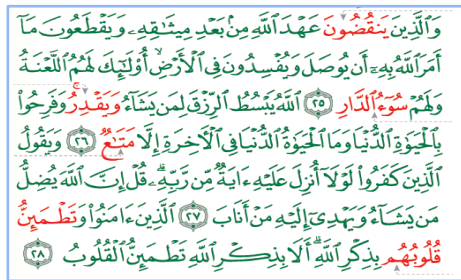 وَالَّذِينَ يَنقُضُونَ عَهْدَ اللَّهِ مِنۢ بَعْدِ مِيثَٰقِهِۦ وَيَقْطَعُونَ مَآ
أَمَرَ اللَّهُ بِهِۦٓ أَن يُوصَلَ وَيُفْسِدُونَ فِي الْأَرْضِ ۙ أُو۟لَٰٓئِكَ لَهُمُ اللَّعْنَةُ
وَلَهُمْ سُوٓءُ الدَّارِ ﴿٢٥﴾ اللَّهُ يَبْسُطُ الرِّزْقَ لِمَن يَشَآءُ وَيَقْدِرُ ۚ وَفَرِحُوا۟
بِالْحَيَوٰةِ الدُّنْيَا وَمَا الْحَيَوٰةُ الدُّنْيَا فِي الْـَٔاخِرَةِ إِلَّا مَتَٰعٌ ﴿٢٦﴾ وَيَقُولُ
الَّذِينَ كَفَرُوا۟ لَوْلَآ أُنزِلَ عَلَيْهِ ءَايَةٌ مِّن رَّبِّهِۦ ۗ قُلْ إِنَّ اللَّهَ يُضِلُّ
مَن يَشَآءُ وَيَهْدِىٓ إِلَيْهِ مَنْ أَنَابَ ﴿٢٧﴾ الَّذِينَ ءَامَنُوا۟ وَتَطْمَئِنُّ
قُلُوبُهُم بِذِكْرِ اللَّهِ ۗ أَلَا بِذِكْرِ اللَّهِ تَطْمَئِنُّ الْقُلُوبُ ﴿٢٨﴾